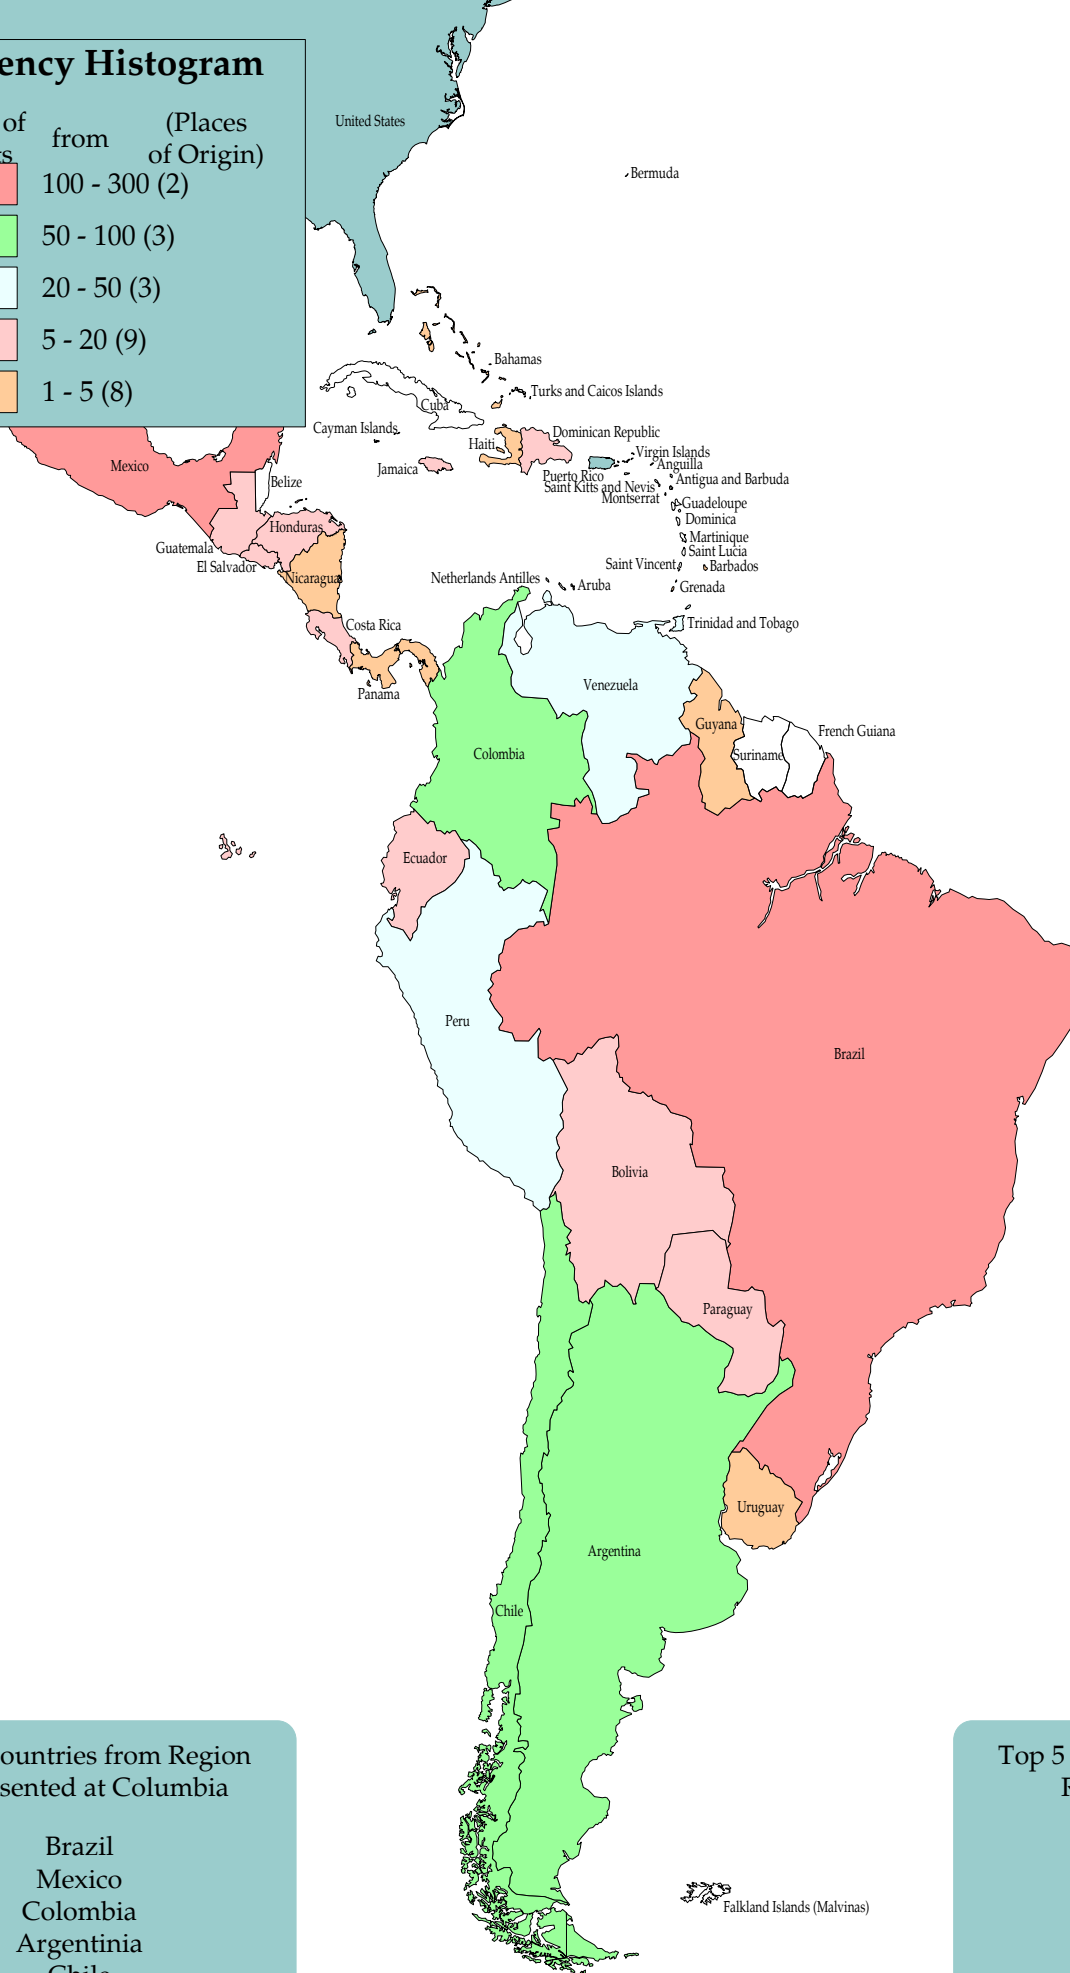 ency Histogram
of from (Places
ts of Origin)
100 - 300 (2)
50 - 100 (3)
20 - 50 (3)
5 - 20 (9)
1 - 5 (8)
United States
Bermuda
Bahamas
Turks and Caicos Islands
Cuba
Cayman Islands
Haiti
Dominican Republic
Jamaica
Puerto Rico
Virgin Islands
Anguilla
Saint Kitts and Nevis
Antigua and Barbuda
Montserrat
Guadeloupe
Dominica
Martinique
Saint Lucia
Saint Vincent
Barbados
Grenada
Netherlands Antilles
Aruba
Trinidad and Tobago
Mexico
Belize
Honduras
Guatemala
El Salvador
Nicaragua
Costa Rica
Panama
Venezuela
Guyana
Suriname
French Guiana
Colombia
Ecuador
Peru
Brazil
Bolivia
Paraguay
Uruguay
Argentina
Chile
Falkland Islands (Malvinas)
ountries from Region
sented at Columbia
Brazil
Mexico
Colombia
Argentinia
Chile
Top 5
R